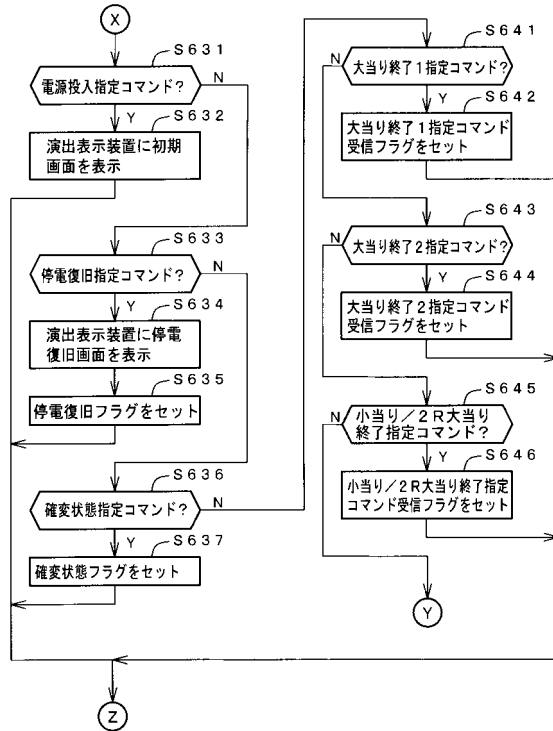 X
S631
電源投入指定コマンド?
N
Y
S632
演出表示装置に初期
画面を表示
S633
停電復旧指定コマンド?
N
Y
S634
演出表示装置に停電
復旧画面を表示
S635
停電復旧フラグをセット
S636
確変状態指定コマンド?
N
Y
S637
確変状態フラグをセット
Z
S641
N
大当り終了1指定コマンド?
Y
S642
大当り終了1指定コマンド
受信フラグをセット
S643
N
大当り終了2指定コマンド?
Y
S644
大当り終了2指定コマンド
受信フラグをセット
S645
N
小当り/2R大当り
終了指定コマンド?
Y
S646
小当り/2R大当り終了指定
コマンド受信フラグをセット
Y